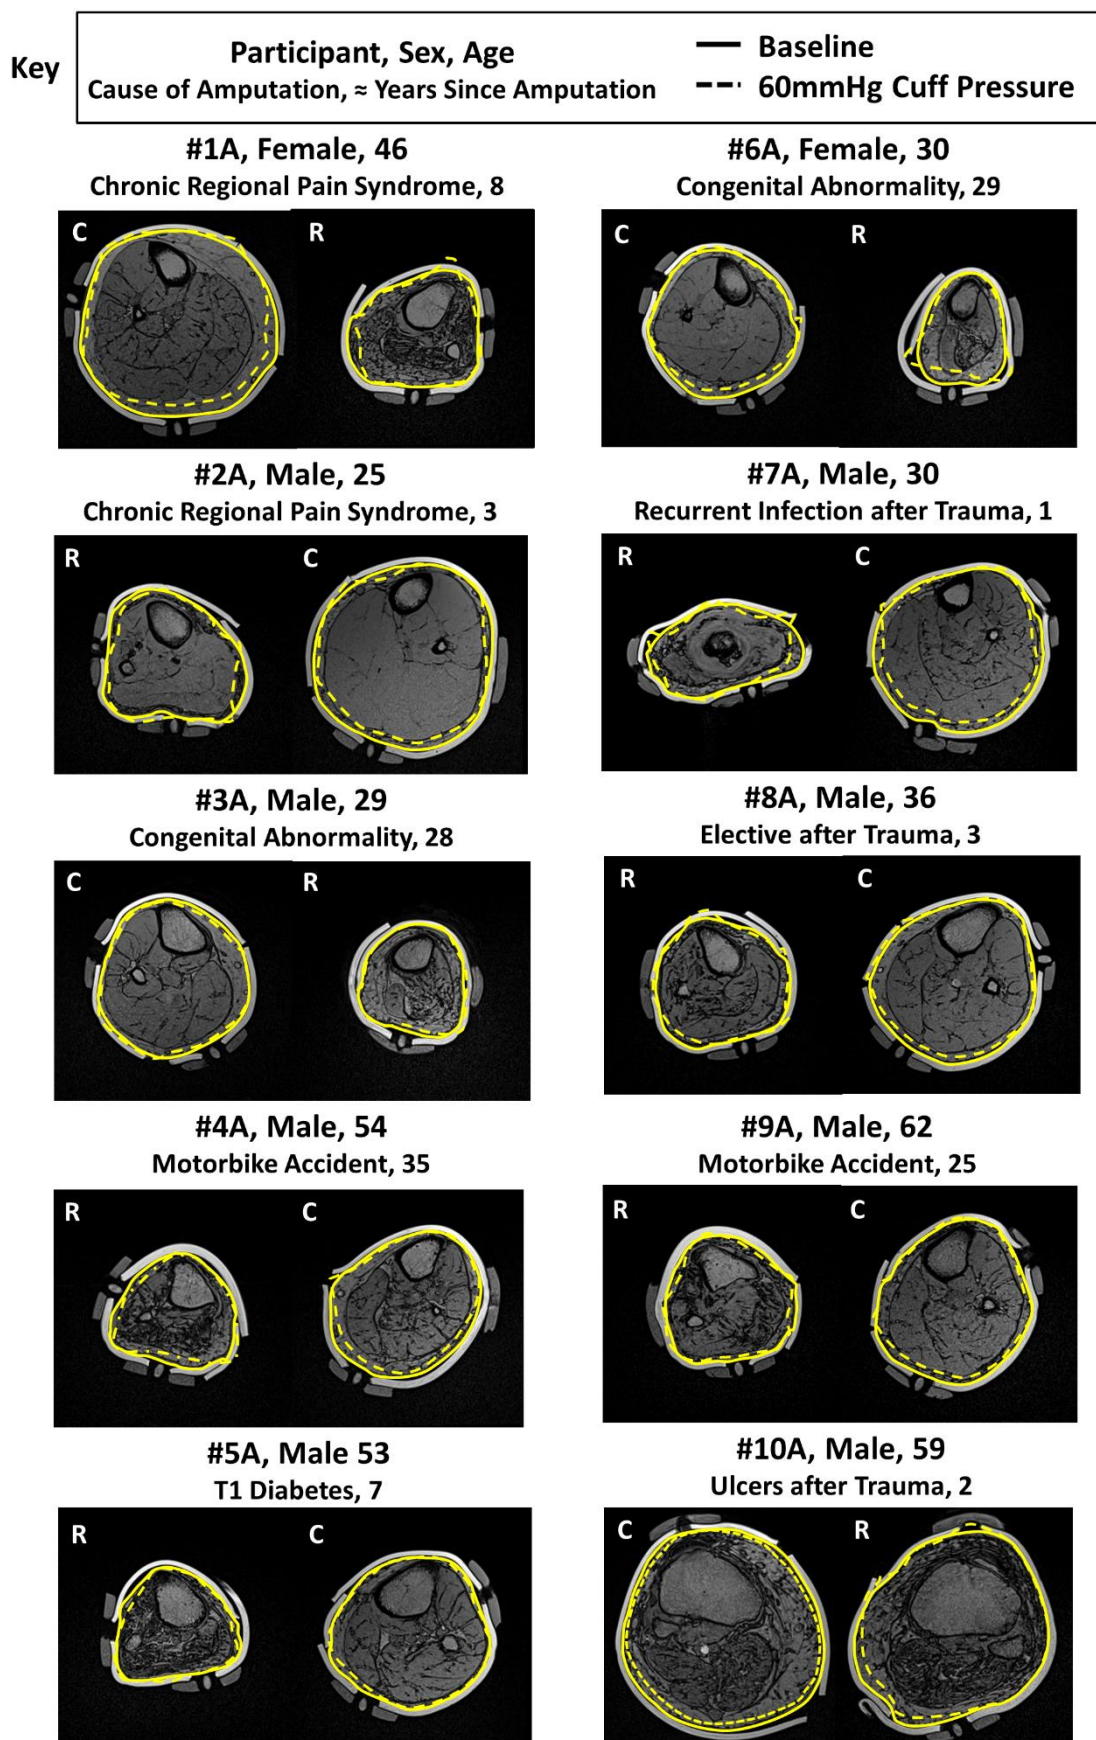 Key
Participant, Sex, Age
Cause of Amputation, ≈ Years Since Amputation
Baseline
60mmHg Cuff Pressure
#1A, Female, 46
Chronic Regional Pain Syndrome, 8
C R
#2A, Male, 25
Chronic Regional Pain Syndrome, 3
R C
#3A, Male, 29
Congenital Abnormality, 28
C R
#4A, Male, 54
Motorbike Accident, 35
R C
#5A, Male 53
T1 Diabetes, 7
R C
#6A, Female, 30
Congenital Abnormality, 29
C R
#7A, Male, 30
Recurrent Infection after Trauma, 1
R C
#8A, Male, 36
Elective after Trauma, 3
R C
#9A, Male, 62
Motorbike Accident, 25
R C
#10A, Male, 59
Ulcers after Trauma, 2
C R